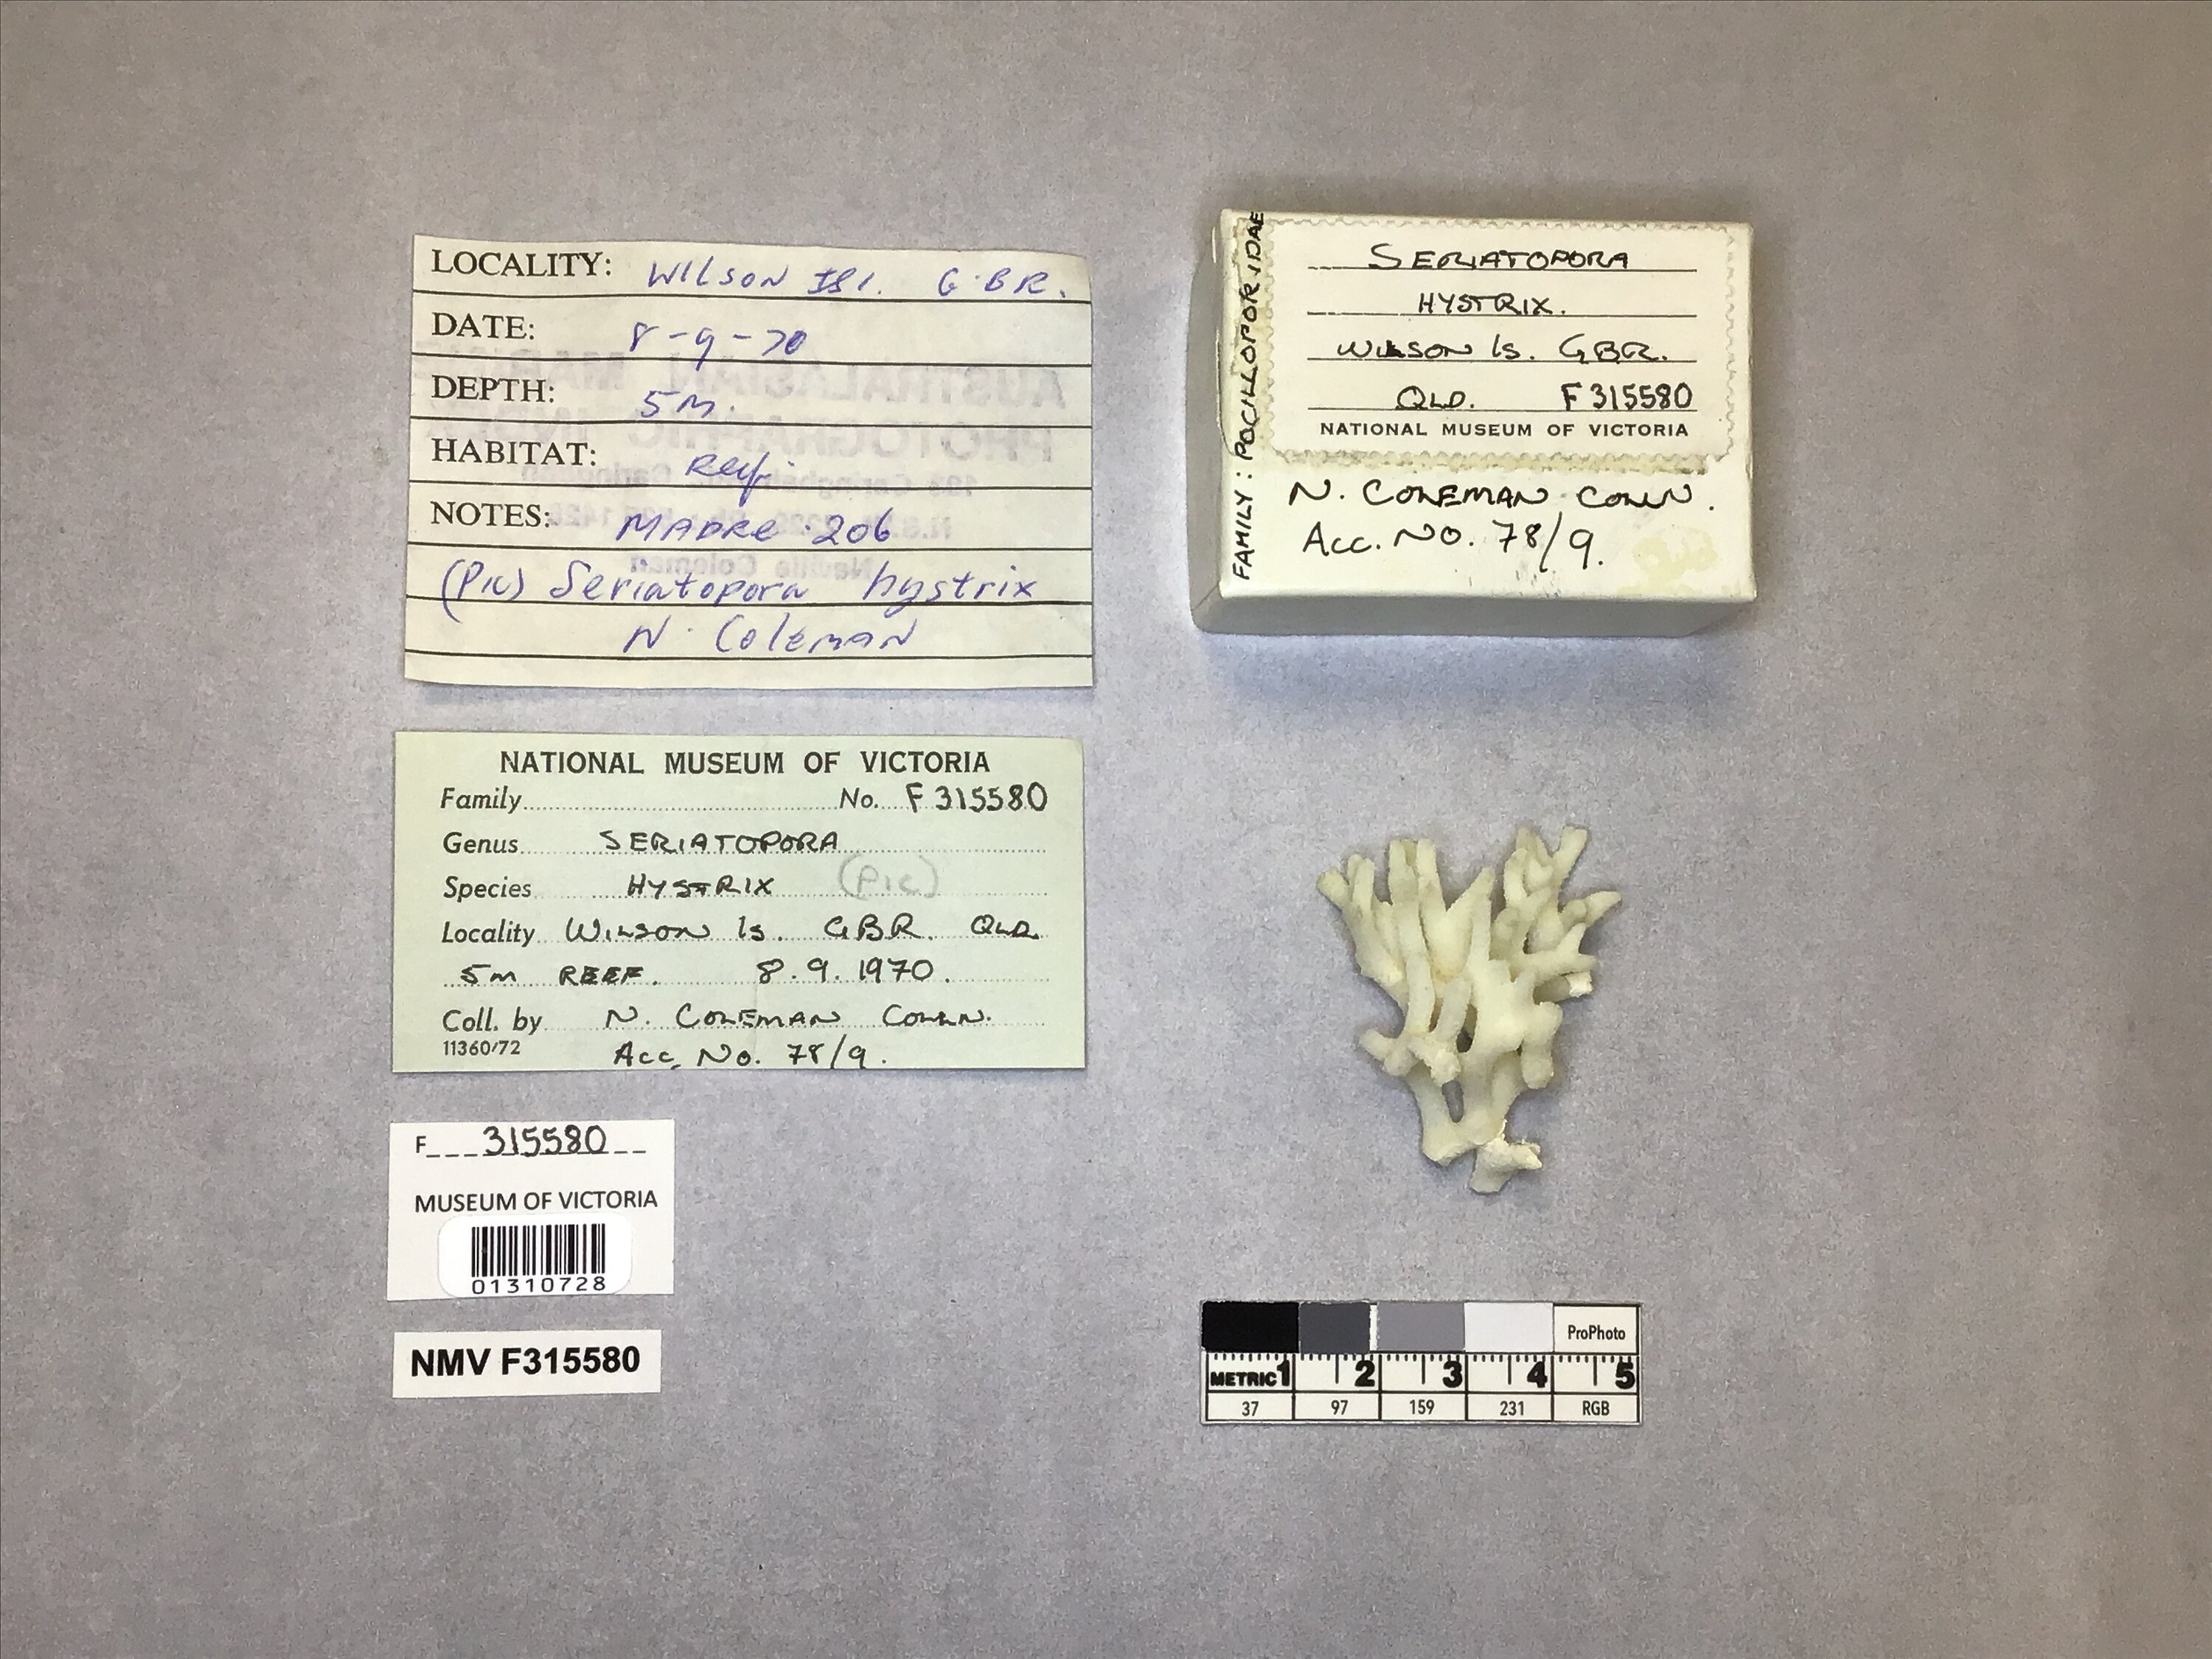 LOCALITY: WILSON ISl. G.BR.
DATE: 8-9-70
DEPTH: 5M.
HABITAT: Reef.
NOTES: MADRE 206
(Pic) Seriatopora hystrix
N. Coleman
NATIONAL MUSEUM OF VICTORIA
Family No. F 315580
Genus SERIATOPORA
Species HYSTRIX (PIC)
Locality WILSON Is. GBR. QLD.
5m REEF. 8.9.1970.
Coll. by N. COLEMAN COLLN.
11360/72 Acc. No. 78/9.
F 315580
MUSEUM OF VICTORIA
01310728
NMV F315580
FAMILY: POCILLOPORIDAE
SERIATOPORA
HYSTRIX.
WILSON Is. GBR.
QLD. F 315580
NATIONAL MUSEUM OF VICTORIA
N. COLEMAN COLLN.
Acc. No. 78/9.
ProPhoto
METRIC 1 2 3 4 5
37 97 159 231 RGB